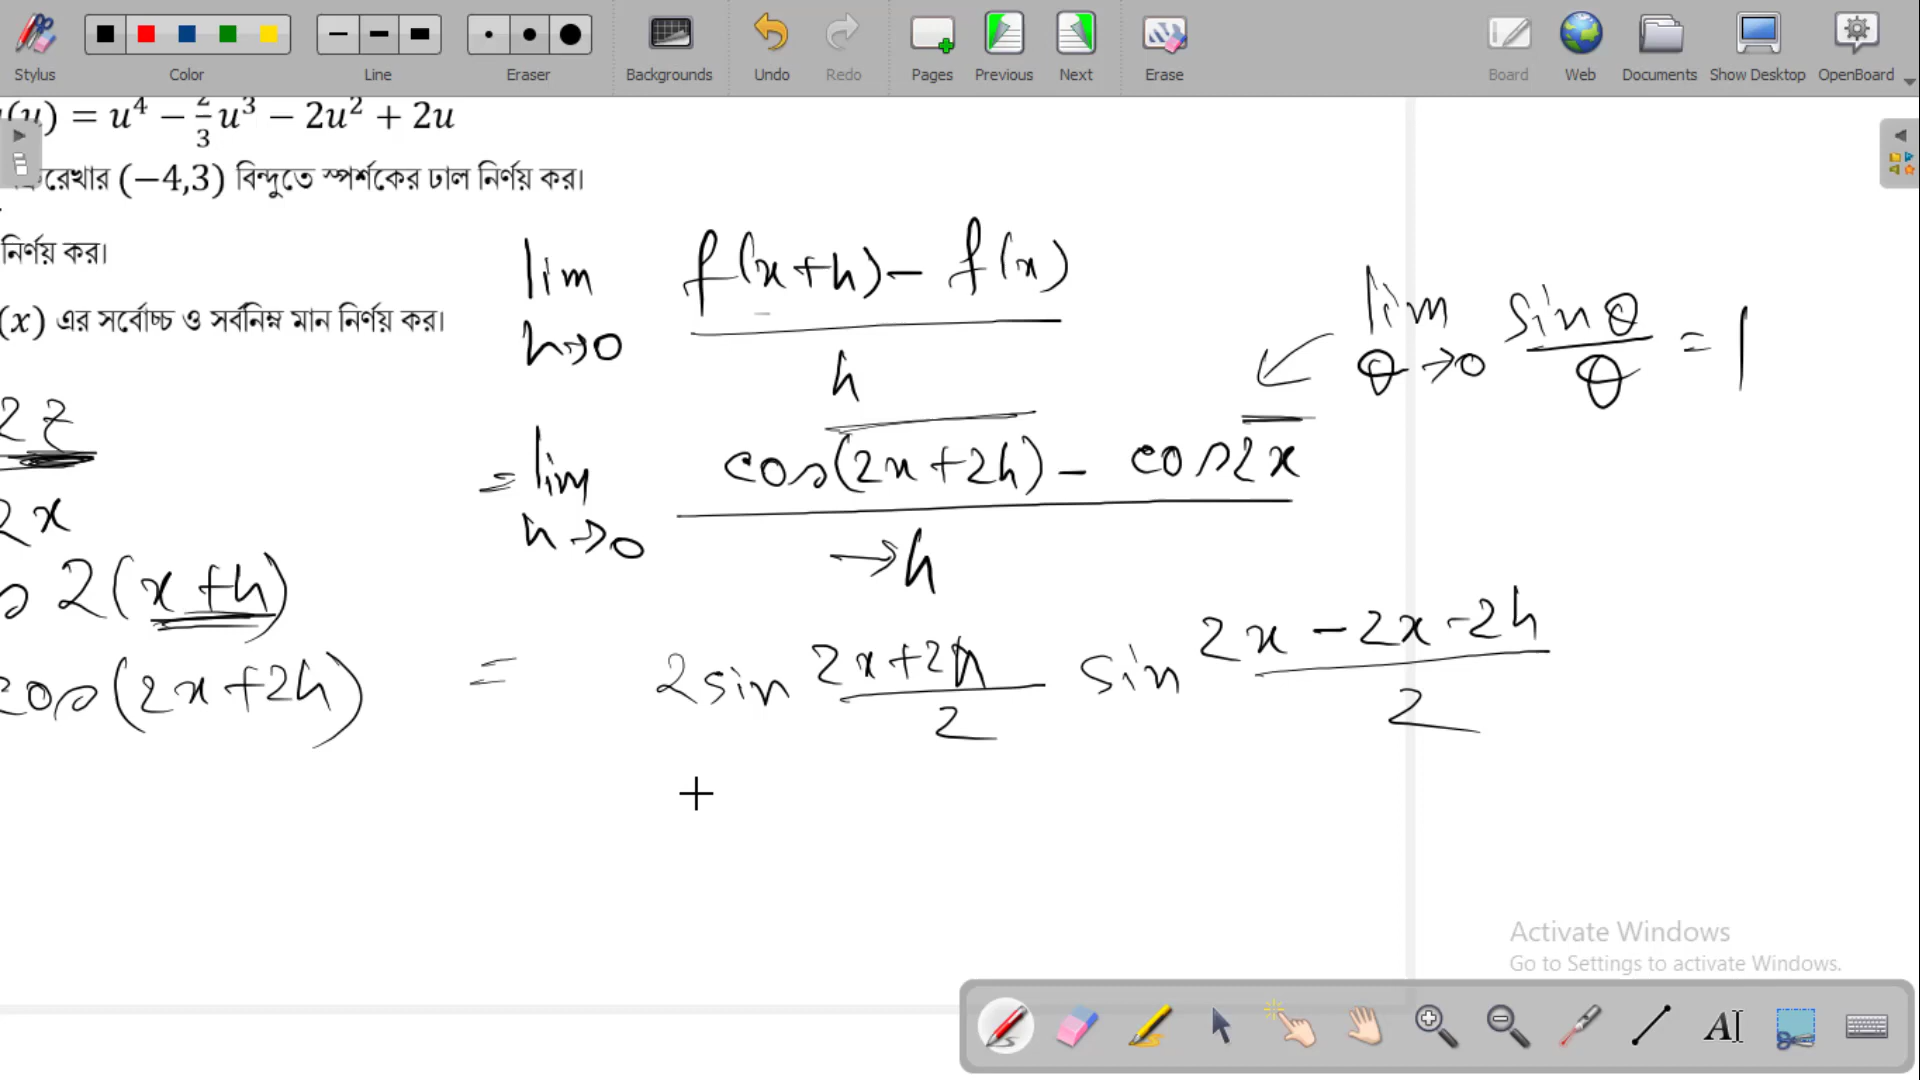 Stylus Color Line Eraser Backgrounds Undo Redo Pages Previous Next Erase Board Web Documents Show Desktop OpenBoard
(u) = u⁴ − 2/3 u³ − 2u² + 2u
রেখার (−4,3) বিন্দুতে স্পর্শকের ঢাল নির্ণয় কর।
নির্ণয় কর।
(x) এর সর্বোচ্চ ও সর্বনিম্ন মান নির্ণয় কর।
lim h→0 f(x+h) − f(x) / h
lim θ→0 sinθ/θ = 1
2z
= lim h→0 cos(2x+2h) − cos2x / →h
2x
2(x+h)
cos(2x+2h)
= 2sin 2x+2h/2 sin 2x−2x−2h/2
Activate Windows
Go to Settings to activate Windows.